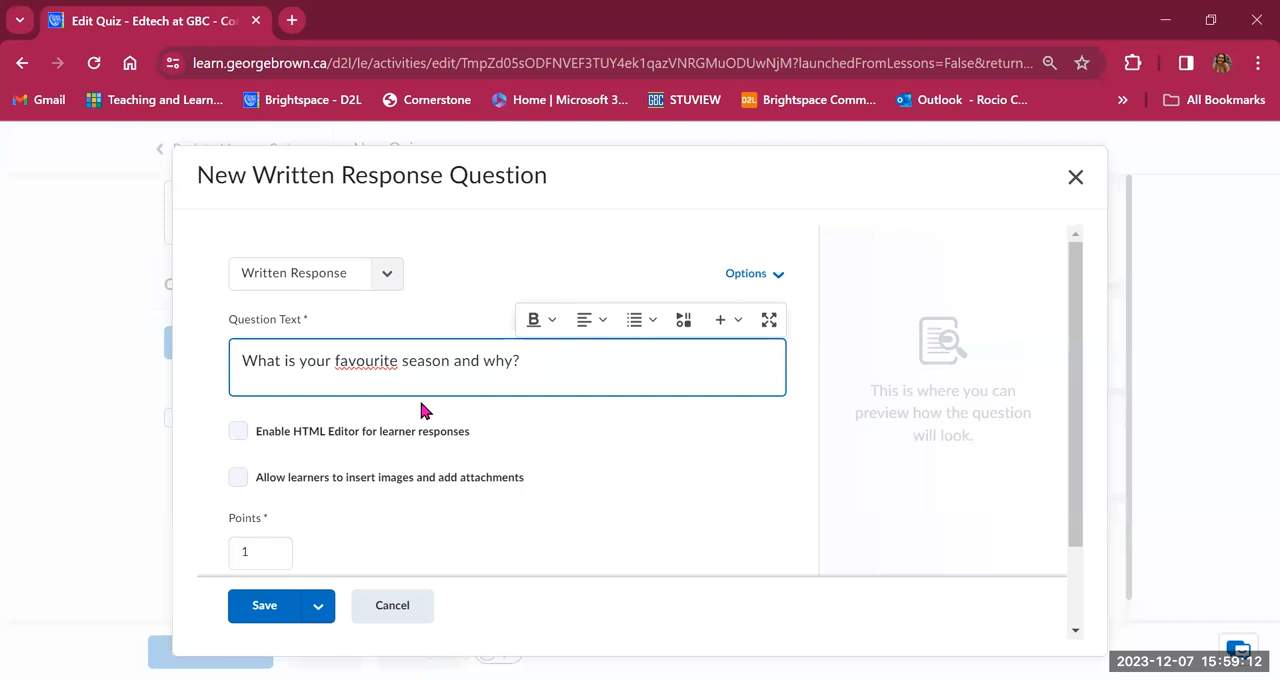 Edit Quiz - Edtech at GBC - Co
learn.georgebrown.ca/d2l/le/activities/edit/TmpZd05sODFNVEF3TUY4ek1qazVNRGMuODUwNjM?launchedFromLessons=False&return...
Gmail
Teaching and Learn...
Brightspace - D2L
Cornerstone
Home | Microsoft 3...
GBC
STUVIEW
D2L
Brightspace Comm...
Outlook - Rocio C...
All Bookmarks
New Written Response Question
Written Response
Options
Question Text *
B
What is your favourite season and why?
This is where you can
preview how the question
will look.
Enable HTML Editor for learner responses
Allow learners to insert images and add attachments
Points *
1
Save
Cancel
2023-12-07 15:59:12